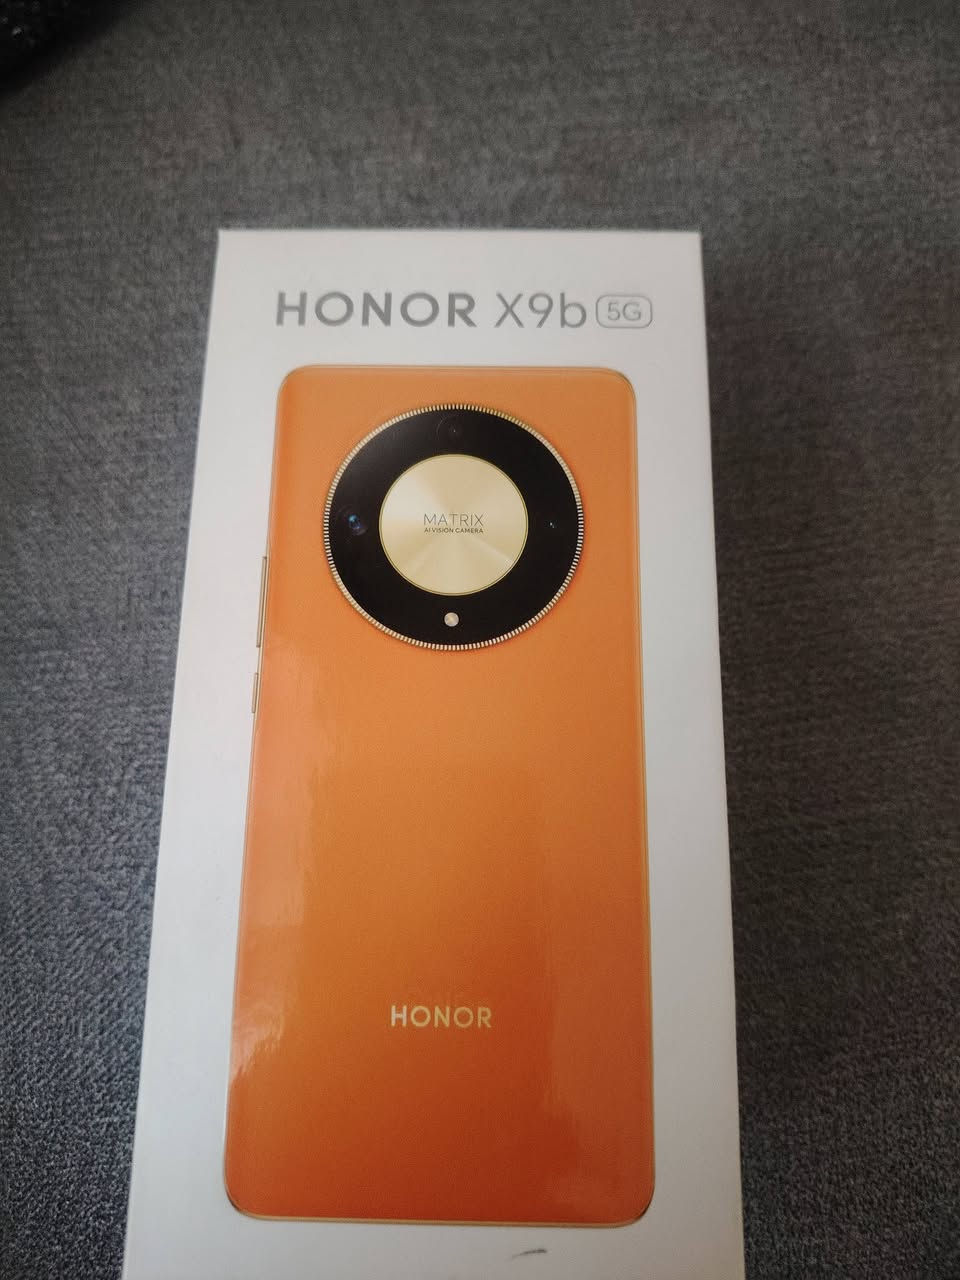 HONOR X9b 5G
MATRIX
AI VISION CAMERA
HONOR